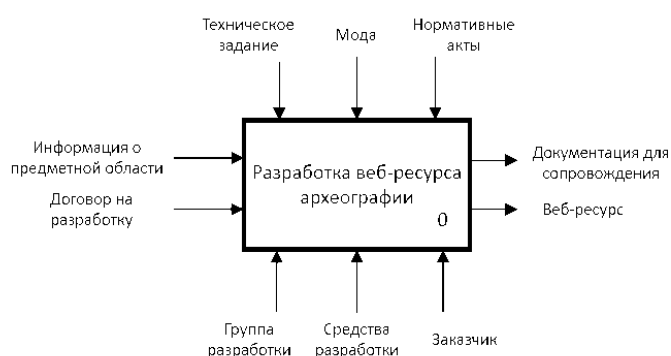 Техническое
задание
Мода
Нормативные
акты
Информация о
предметной области
Договор на
разработку
Разработка веб-ресурса
археографии
0
Документация для
сопровождения
Веб-ресурс
Группа
разработки
Средства
разработки
Заказчик